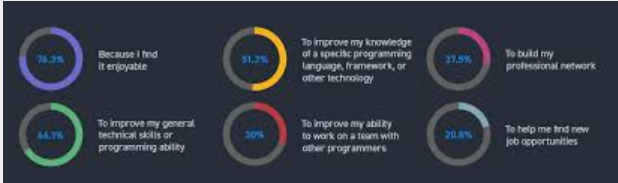 76.3%
Because I find
it enjoyable
51.2%
To improve my knowledge
of a specific programming
language, framework, or
other technology
27.5%
To build my
professional network
66.1%
To improve my general
technical skills or
programming ability
30%
To improve my ability
to work on a team with
other programmers
20.8%
To help me find new
job opportunities